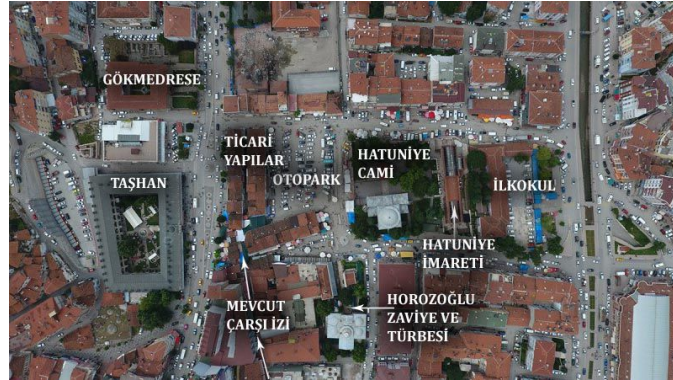 GÖKMEDRESE
TİCARİ
YAPILAR
HATUNİYE
CAMİ
TAŞHAN
OTOPARK
İLKOKUL
HATUNİYE
İMARETİ
MEVCUT
ÇARŞI İZİ
HOROZOĞLU
ZAVİYE VE
TÜRBESİ